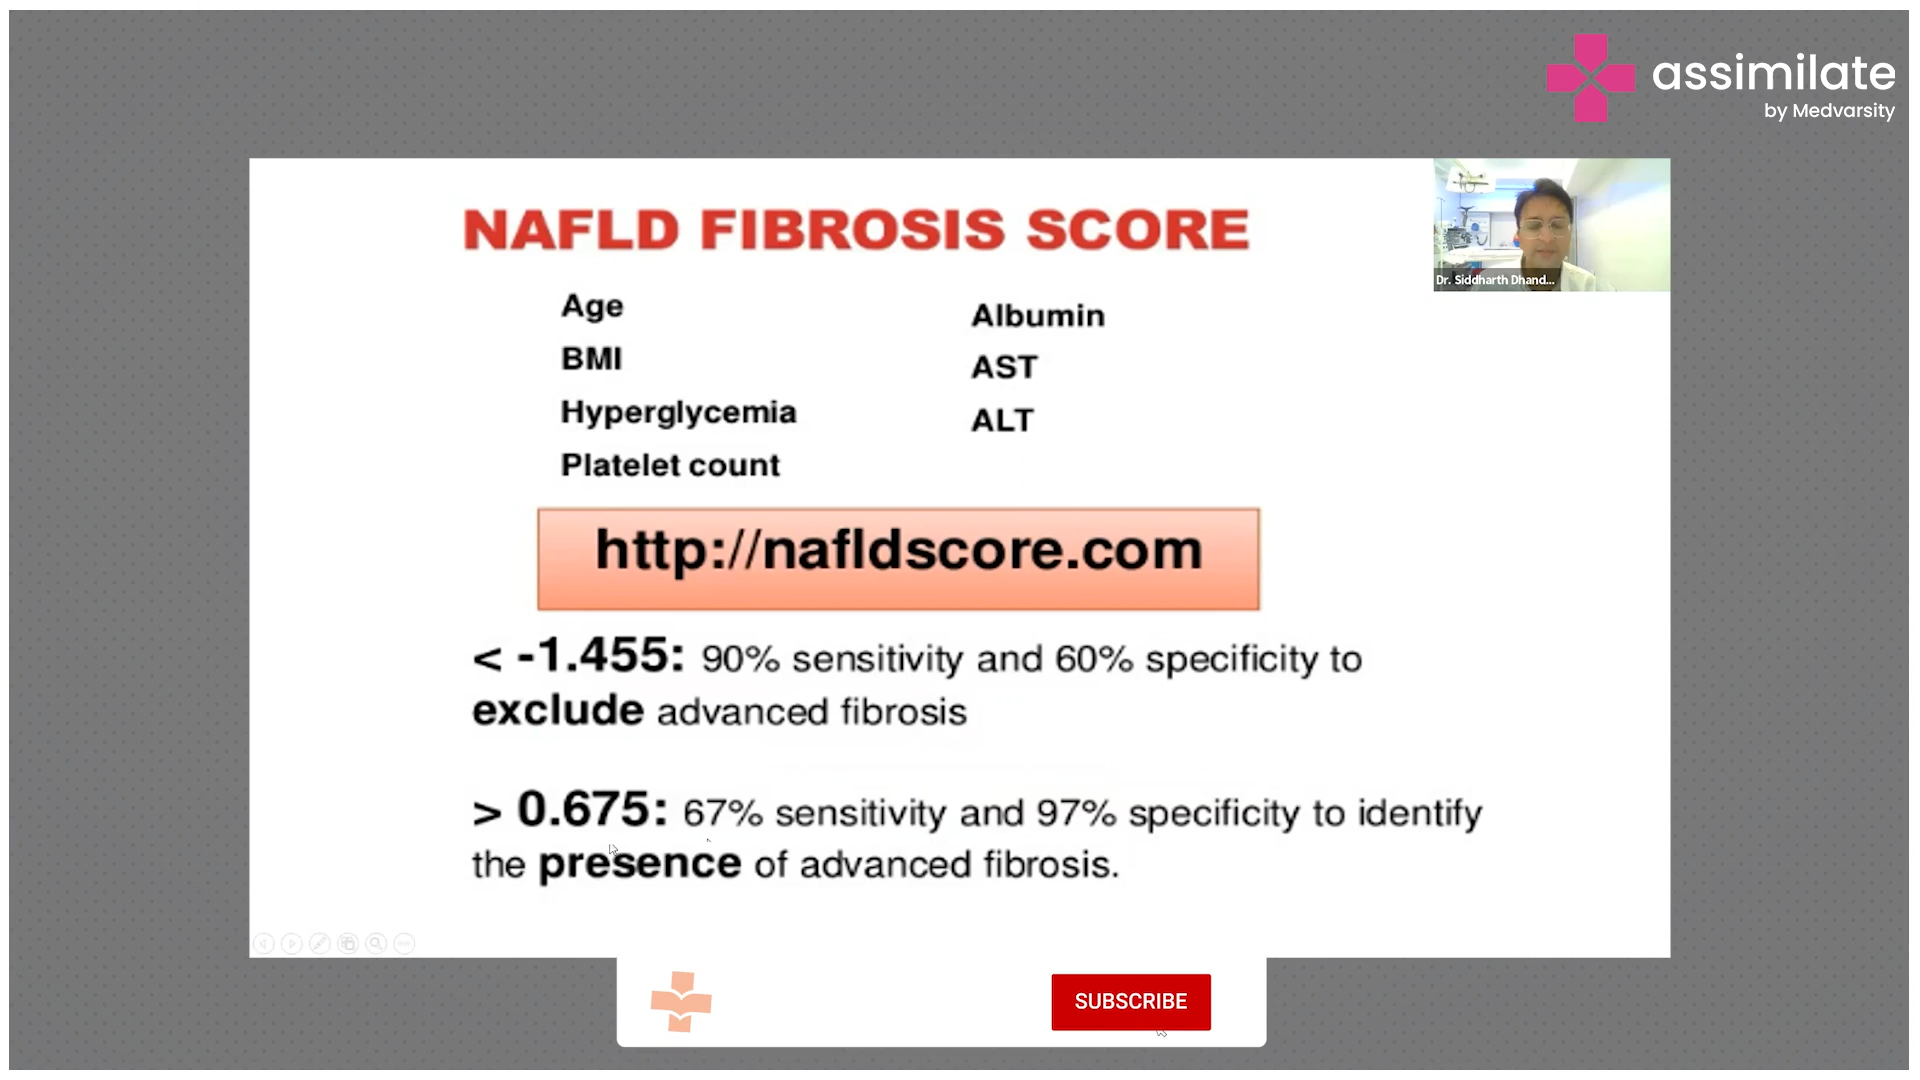 assimilate
by Medvarsity
NAFLD FIBROSIS SCORE
Age
BMI
Hyperglycemia
Platelet count
Albumin
AST
ALT
http://nafldscore.com
< -1.455: 90% sensitivity and 60% specificity to
exclude advanced fibrosis
> 0.675: 67% sensitivity and 97% specificity to identify
the presence of advanced fibrosis.
Dr. Siddharth Dhand...
SUBSCRIBE